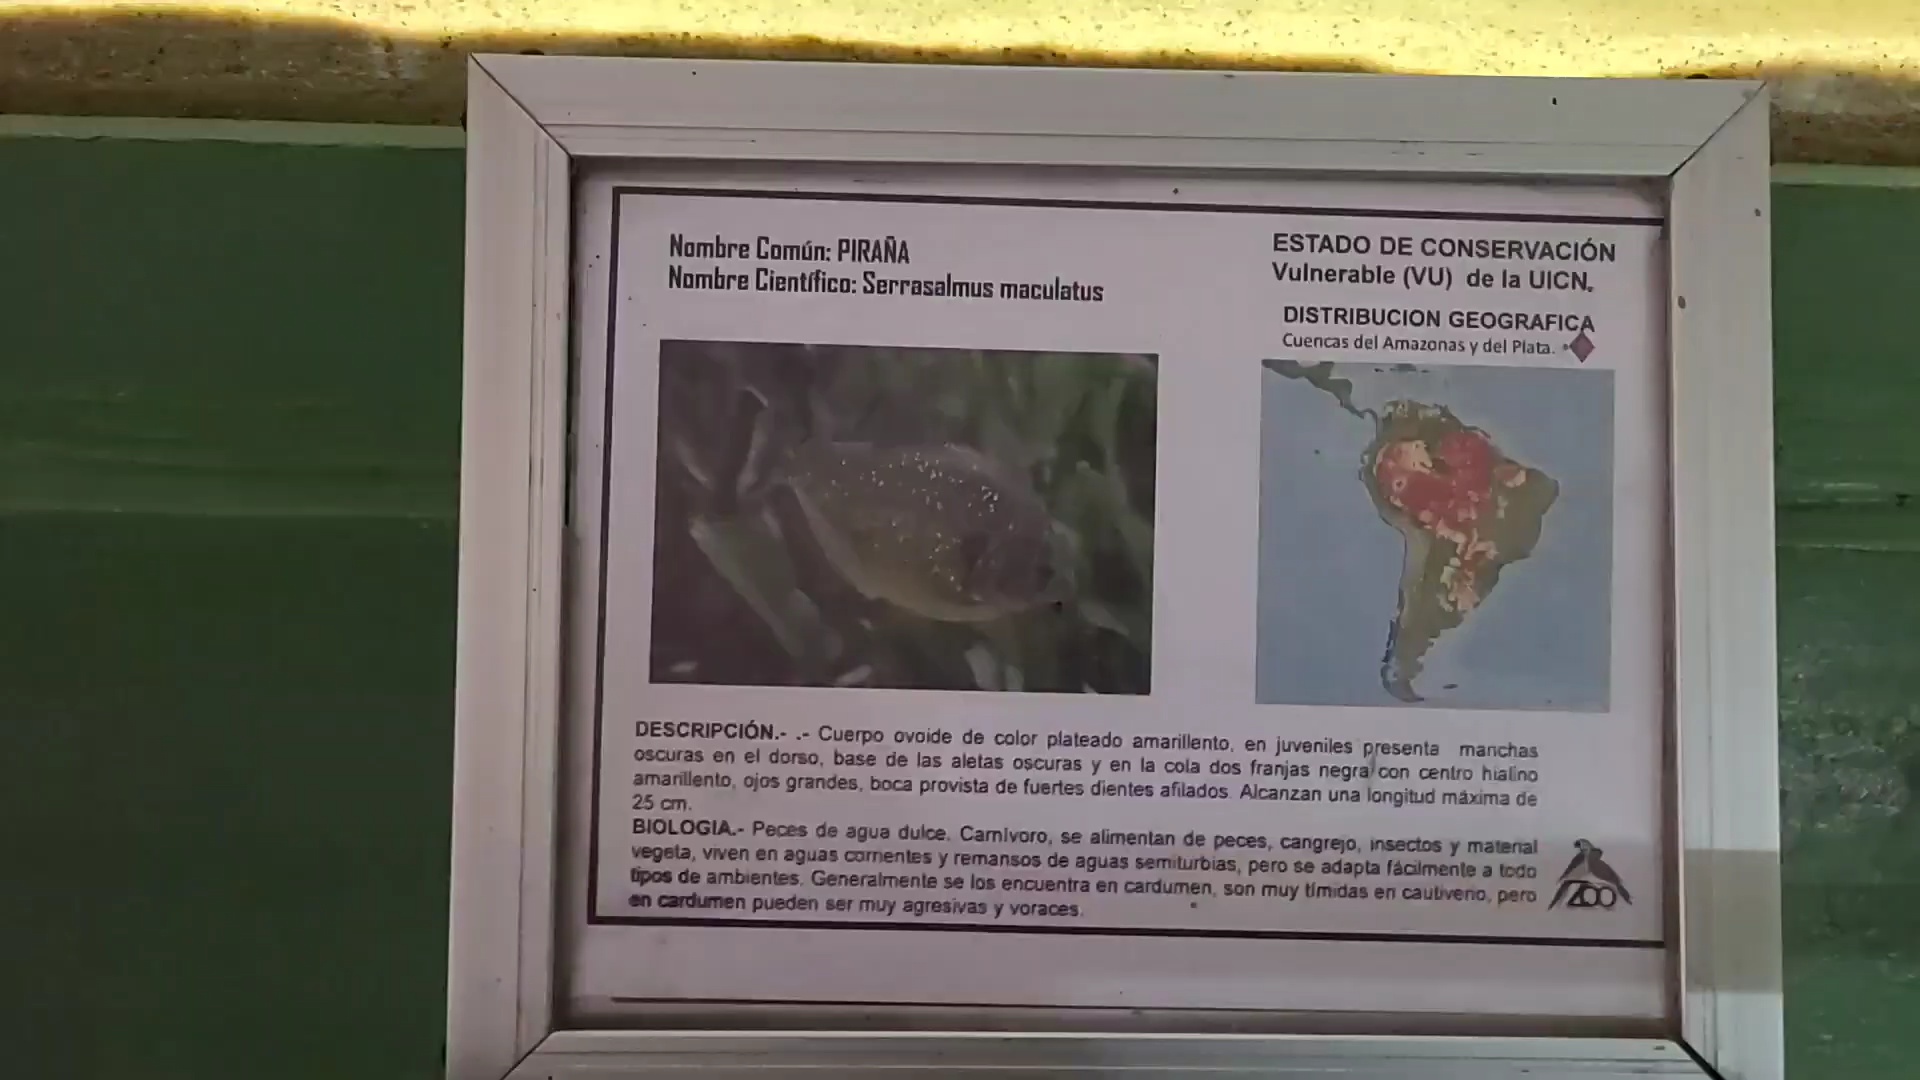 Nombre Común: PIRAÑA
Nombre Científico: Serrasalmus maculatus
ESTADO DE CONSERVACIÓN
Vulnerable (VU) de la UICN.
DISTRIBUCION GEOGRAFICA
Cuencas del Amazonas y del Plata.
DESCRIPCIÓN.- .- Cuerpo ovoide de color plateado amarillento, en juveniles presenta manchas
oscuras en el dorso, base de las aletas oscuras y en la cola dos franjas negra con centro hialino
amarillento, ojos grandes, boca provista de fuertes dientes afilados. Alcanzan una longitud máxima de
25 cm.
BIOLOGIA.- Peces de agua dulce. Carnívoro, se alimentan de peces, cangrejo, insectos y material
vegeta, viven en aguas corrientes y remansos de aguas semiturbias, pero se adapta fácilmente a todo
tipos de ambientes. Generalmente se los encuentra en cardumen, son muy tímidas en cautiverio, pero
en cardumen pueden ser muy agresivas y voraces.
ZOO